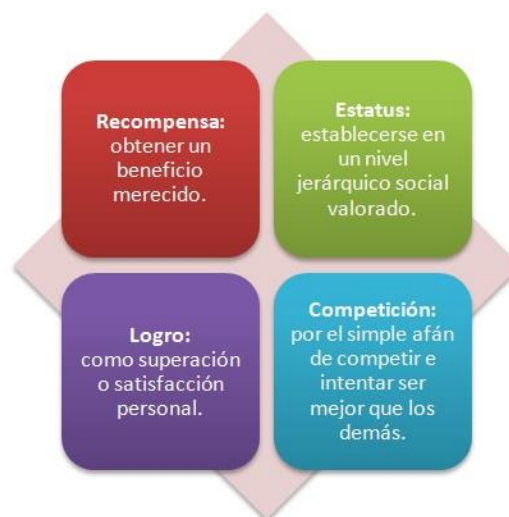 Recompensa:
obtener un
beneficio
merecido.
Estatus:
establecerse en
un nivel
jerárquico social
valorado.
Logro:
como superación
o satisfacción
personal.
Competición:
por el simple afán
de competir e
intentar ser
mejor que los
demás.